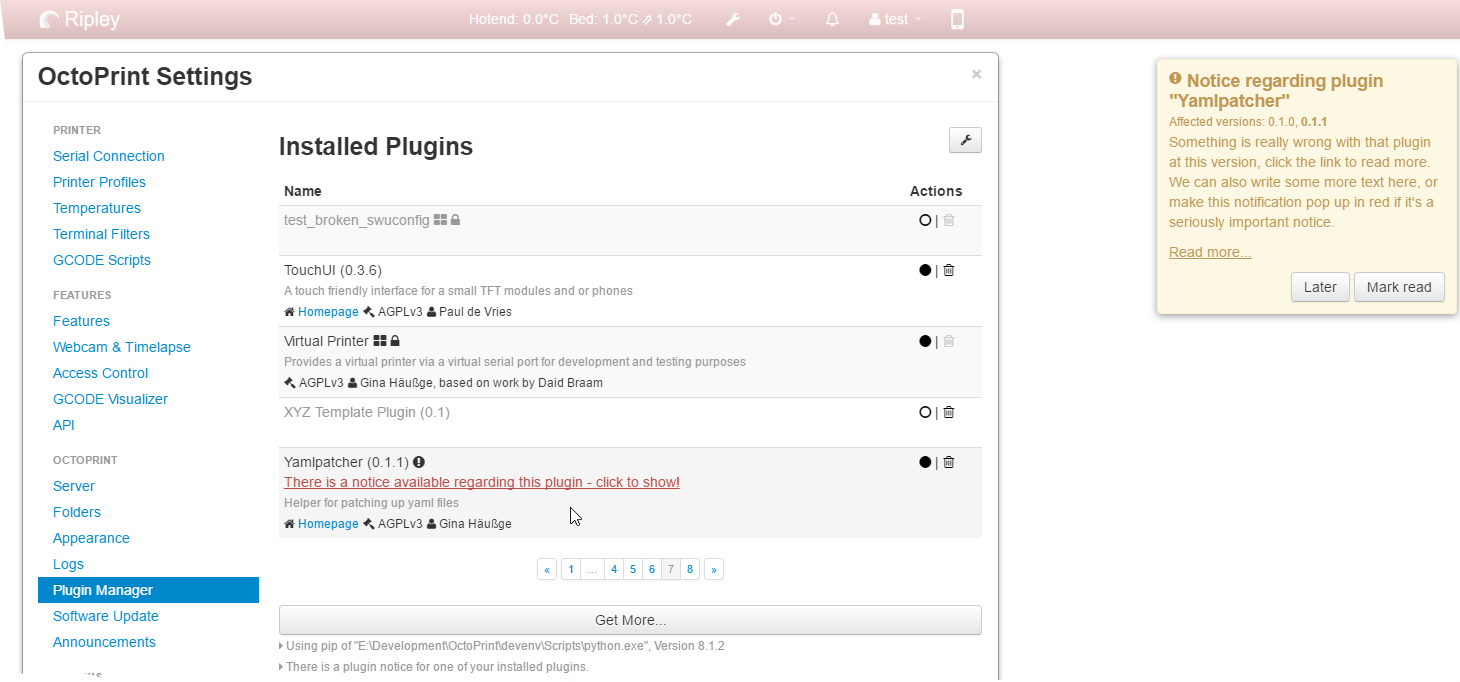 Ripley
Hotend: 0.0°C Bed: 1.0°C ⇗ 1.0°C
test
OctoPrint Settings
×
PRINTER
Serial Connection
Printer Profiles
Temperatures
Terminal Filters
GCODE Scripts
FEATURES
Features
Webcam & Timelapse
Access Control
GCODE Visualizer
API
OCTOPRINT
Server
Folders
Appearance
Logs
Plugin Manager
Software Update
Announcements
Installed Plugins
Name Actions
test_broken_swuconfig
|
TouchUI (0.3.6)
|
A touch friendly interface for a small TFT modules and or phones
Homepage AGPLv3 Paul de Vries
Virtual Printer
|
Provides a virtual printer via a virtual serial port for development and testing purposes
AGPLv3 Gina Häußge, based on work by Daid Braam
XYZ Template Plugin (0.1)
|
Yamlpatcher (0.1.1)
|
There is a notice available regarding this plugin - click to show!
Helper for patching up yaml files
Homepage AGPLv3 Gina Häußge
« 1 ... 4 5 6 7 8 »
Get More...
Using pip of "E:\Development\OctoPrint\devenv\Scripts\python.exe", Version 8.1.2
There is a plugin notice for one of your installed plugins.
Notice regarding plugin
"Yamlpatcher"
Affected versions: 0.1.0, 0.1.1
Something is really wrong with that plugin
at this version, click the link to read more.
We can also write some more text here, or
make this notification pop up in red if it's a
seriously important notice.
Read more...
Later Mark read